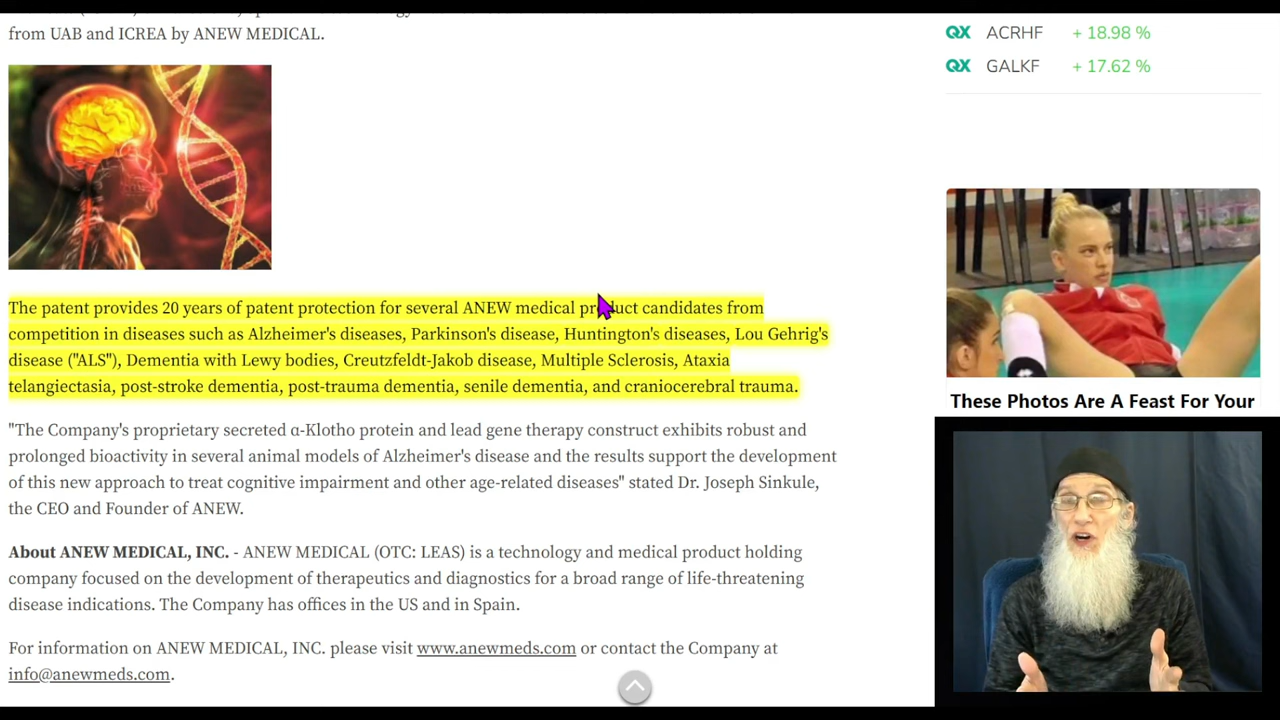 from UAB and ICREA by ANEW MEDICAL.
The patent provides 20 years of patent protection for several ANEW medical product candidates from
competition in diseases such as Alzheimer's diseases, Parkinson's disease, Huntington's diseases, Lou Gehrig's
disease ("ALS"), Dementia with Lewy bodies, Creutzfeldt-Jakob disease, Multiple Sclerosis, Ataxia
telangiectasia, post-stroke dementia, post-trauma dementia, senile dementia, and craniocerebral trauma.
"The Company's proprietary secreted α-Klotho protein and lead gene therapy construct exhibits robust and
prolonged bioactivity in several animal models of Alzheimer's disease and the results support the development
of this new approach to treat cognitive impairment and other age-related diseases" stated Dr. Joseph Sinkule,
the CEO and Founder of ANEW.
About ANEW MEDICAL, INC. - ANEW MEDICAL (OTC: LEAS) is a technology and medical product holding
company focused on the development of therapeutics and diagnostics for a broad range of life-threatening
disease indications. The Company has offices in the US and in Spain.
For information on ANEW MEDICAL, INC. please visit www.anewmeds.com or contact the Company at
info@anewmeds.com.
QX ACRHF + 18.98 %
QX GALKF + 17.62 %
These Photos Are A Feast For Your